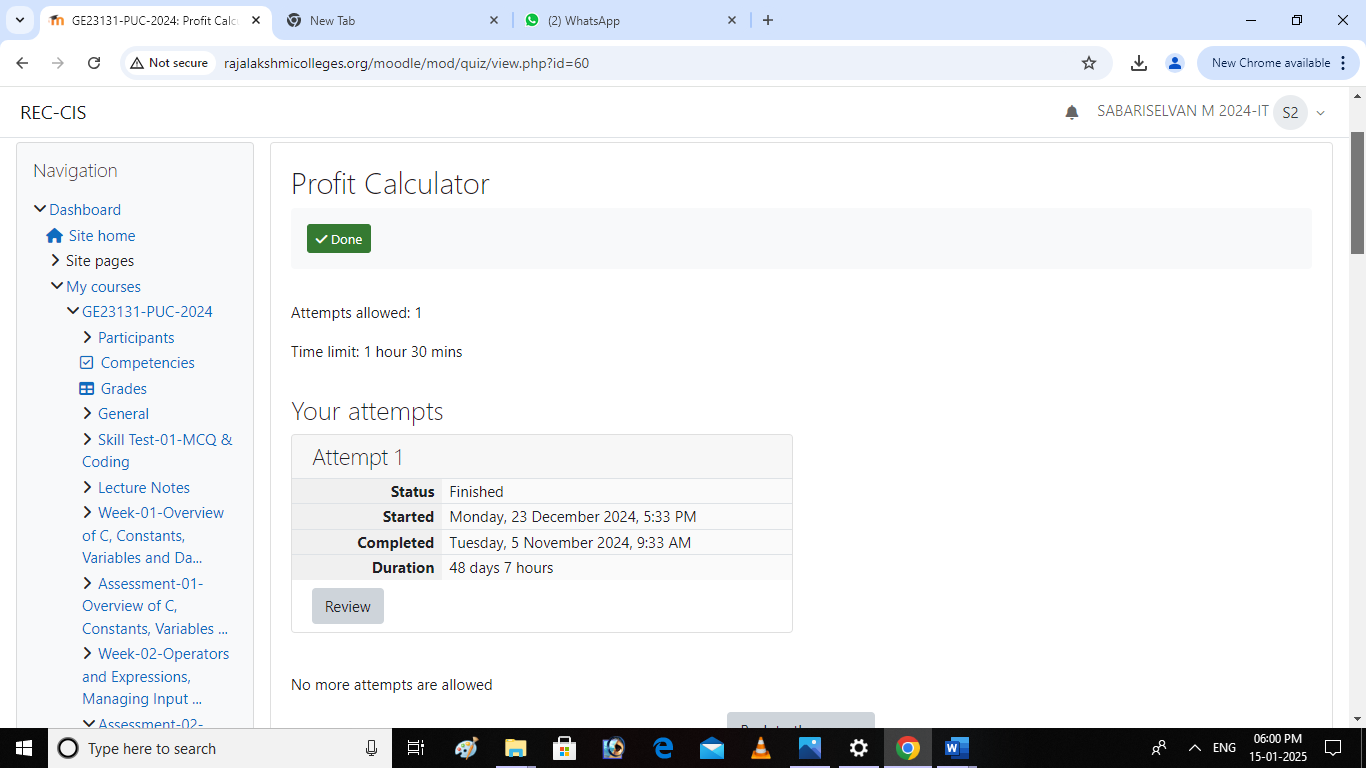 GE23131-PUC-2024: Profit Calc
New Tab
(2) WhatsApp
Not secure
rajalakshmicolleges.org/moodle/mod/quiz/view.php?id=60
New Chrome available
REC-CIS
SABARISELVAN M 2024-IT
S2
Navigation
Dashboard
Site home
Site pages
My courses
GE23131-PUC-2024
Participants
Competencies
Grades
General
Skill Test-01-MCQ &
Coding
Lecture Notes
Week-01-Overview
of C, Constants,
Variables and Da...
Assessment-01-
Overview of C,
Constants, Variables ...
Week-02-Operators
and Expressions,
Managing Input ...
Assessment-02-
Profit Calculator
Done
Attempts allowed: 1
Time limit: 1 hour 30 mins
Your attempts
Attempt 1
Status Finished
Started Monday, 23 December 2024, 5:33 PM
Completed Tuesday, 5 November 2024, 9:33 AM
Duration 48 days 7 hours
Review
No more attempts are allowed
Type here to search
ENG
06:00 PM
15-01-2025